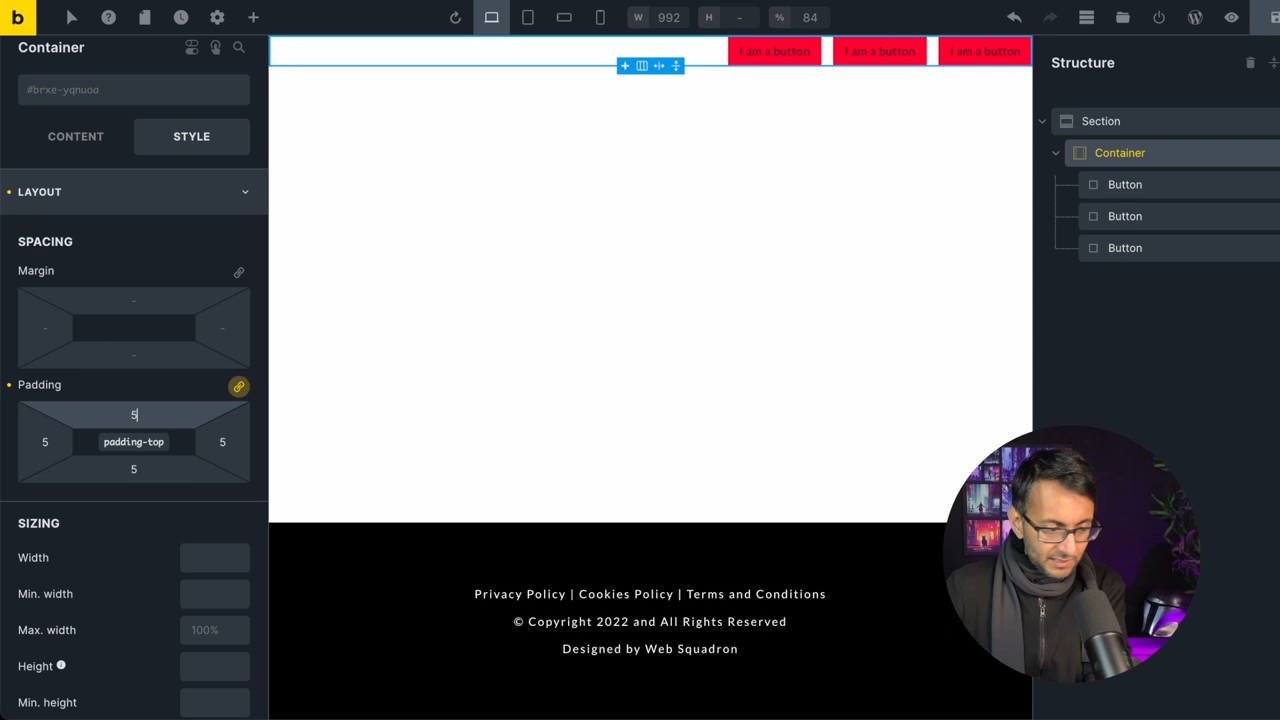 b
W 992 H - % 84
Container
#brxe-yqnuoa
CONTENT STYLE
LAYOUT
SPACING
Margin
-
- -
-
Padding
5
5 padding-top 5
5
SIZING
Width
Min. width
Max. width 100%
Height
Min. height
I am a button I am a button I am a button
Privacy Policy | Cookies Policy | Terms and Conditions
© Copyright 2022 and All Rights Reserved
Designed by Web Squadron
Structure
Section
Container
Button
Button
Button